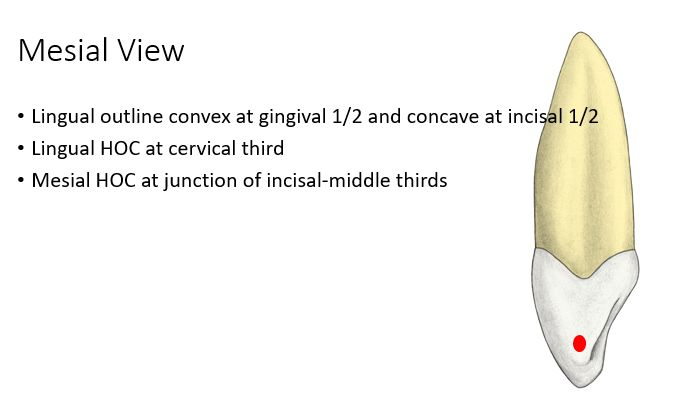 Mesial View
• Lingual outline convex at gingival 1/2 and concave at incisal 1/2
• Lingual HOC at cervical third
• Mesial HOC at junction of incisal-middle thirds